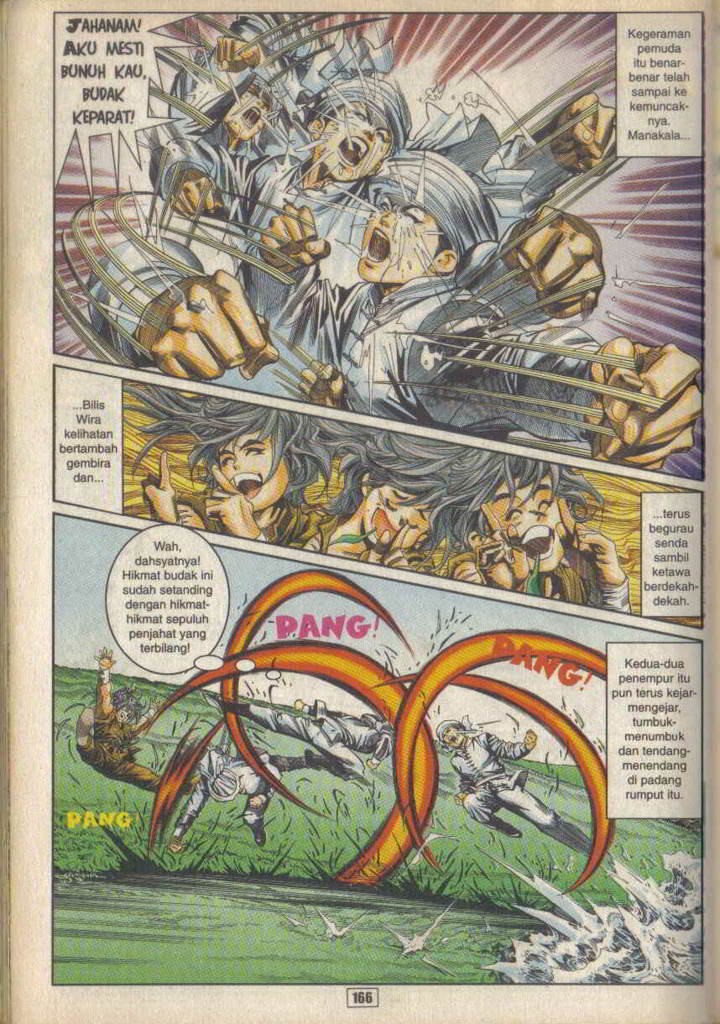 JAHANAM!
AKU MESTI
BUNUH KAU,
BUDAK
KEPARAT!
Kegeraman
pemuda
itu benar-
benar telah
sampai ke
kemuncak-
nya.
Manakala...
...Bilis
Wira
kelihatan
bertambah
gembira
dan...
...terus
begurau
senda
sambil
ketawa
berdekah-
dekah.
Wah,
dahsyatnya!
Hikmat budak ini
sudah setanding
dengan hikmat-
hikmat sepuluh
penjahat yang
terbilang!
PANG!
PANG!
Kedua-dua
penempur itu
pun terus kejar-
mengejar,
tumbuk-
menumbuk
dan tendang-
menendang
di padang
rumput itu.
PANG!
166